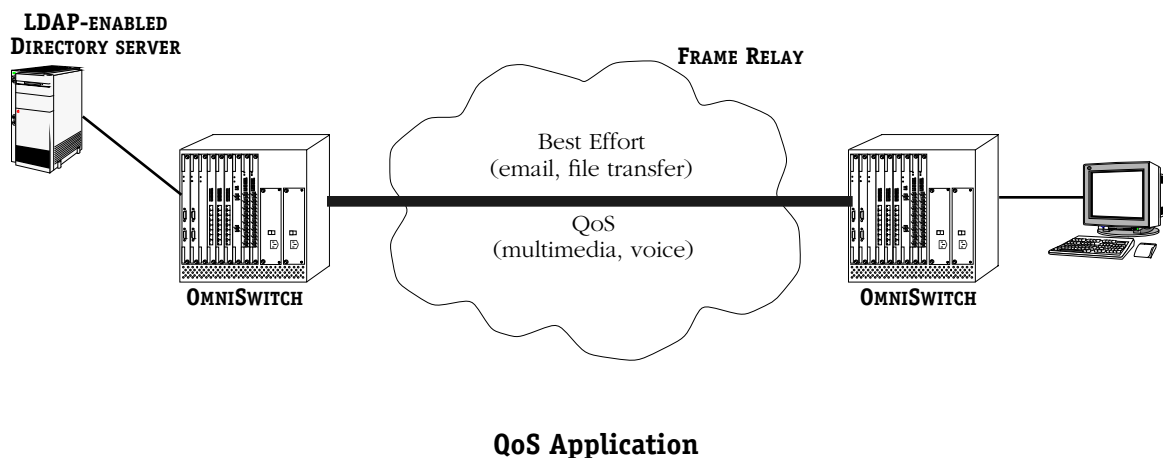 LDAP-ENABLED
DIRECTORY SERVER
FRAME RELAY
Best Effort
(email, file transfer)
QoS
(multimedia, voice)
OMNISWITCH
OMNISWITCH
QoS Application